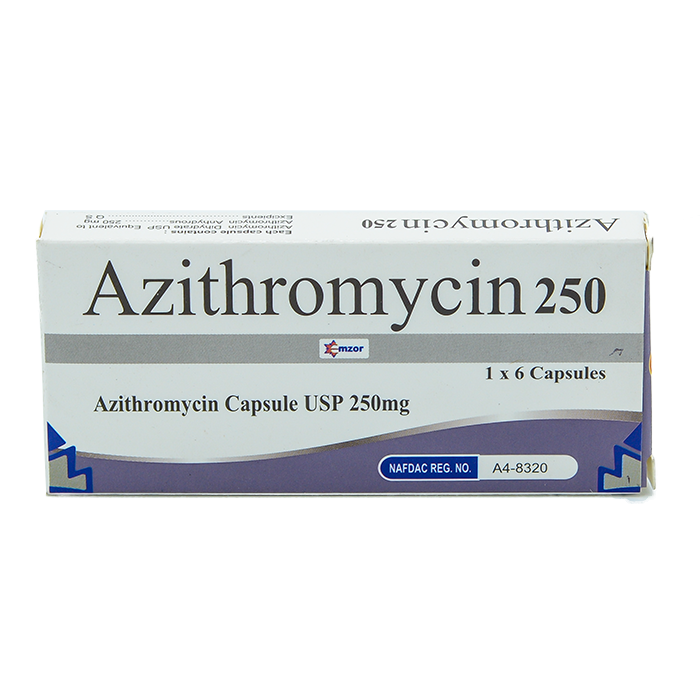 Each capsule contains :
Azithromycin Dihydrate USP Equivalent to
Azithromycin Anhydrous.............. 250 mg
Excipients ........................................ Q S
Azithromycin 250
Azithromycin 250
Emzor
1 x 6 Capsules
Azithromycin Capsule USP 250mg
NAFDAC REG. NO. A4-8320